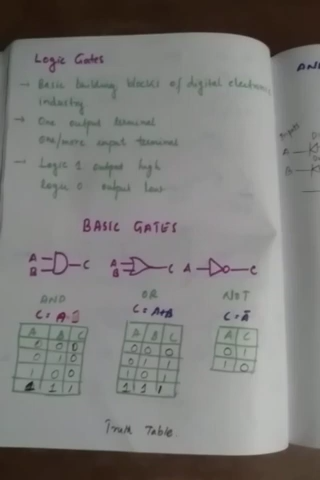 Logic Gates
→ Basic building blocks of digital electronic
industry
→ One output terminal
one/more input terminal
→ Logic 1 output high
logic 0 output low
BASIC GATES
A B C A B C A C
AND OR NOT
C = A·B C = A+B C = Ā
A B C A B C A C
0 0 0 0 0 0 0 1
0 1 0 0 1 1 1 0
1 0 0 1 0 1
1 1 1 1 1 1
Truth Table.
AN
A
B